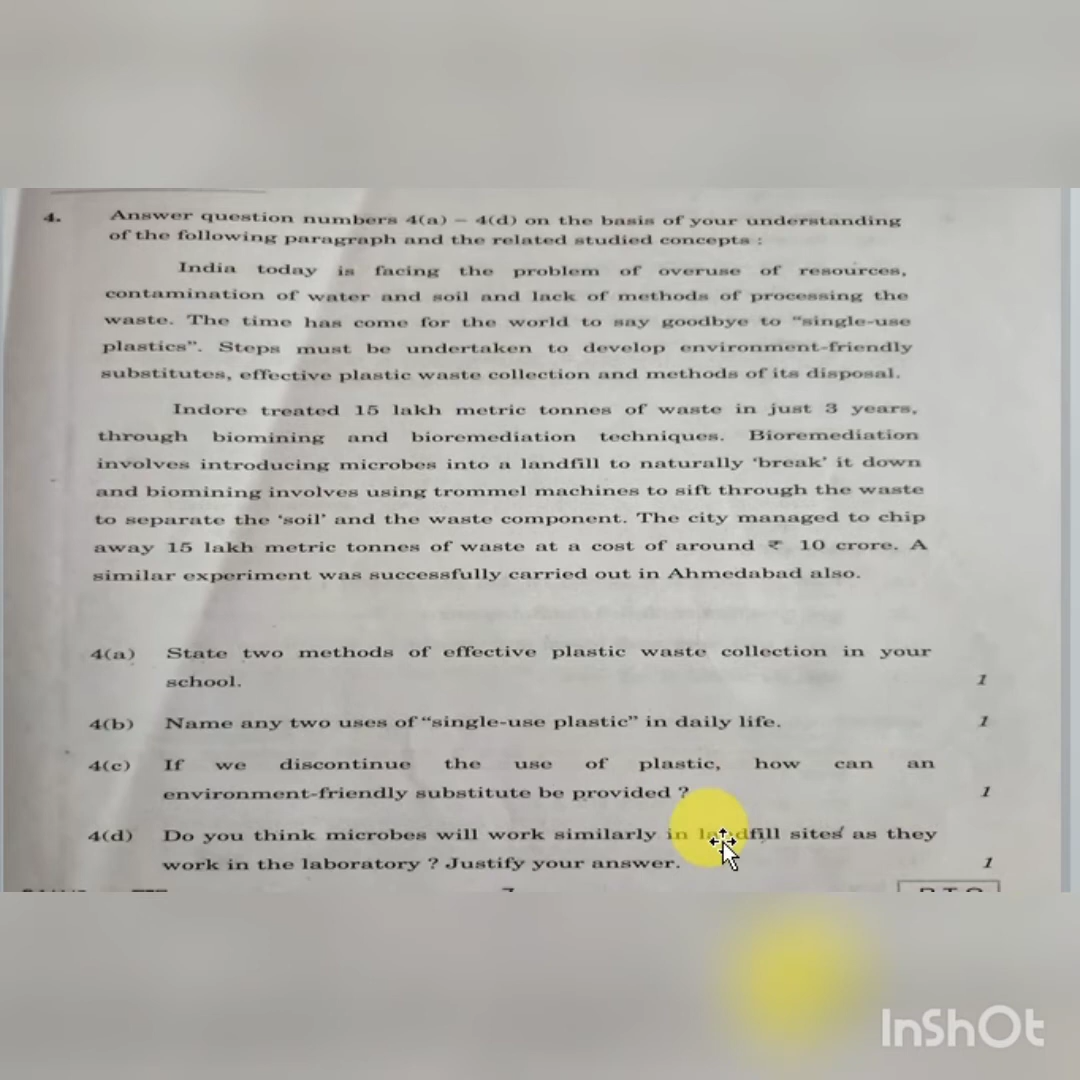 4. Answer question numbers 4(a) – 4(d) on the basis of your understanding
of the following paragraph and the related studied concepts :
India today is facing the problem of overuse of resources,
contamination of water and soil and lack of methods of processing the
waste. The time has come for the world to say goodbye to “single-use
plastics”. Steps must be undertaken to develop environment-friendly
substitutes, effective plastic waste collection and methods of its disposal.
Indore treated 15 lakh metric tonnes of waste in just 3 years,
through biomining and bioremediation techniques. Bioremediation
involves introducing microbes into a landfill to naturally ‘break’ it down
and biomining involves using trommel machines to sift through the waste
to separate the ‘soil’ and the waste component. The city managed to chip
away 15 lakh metric tonnes of waste at a cost of around ₹ 10 crore. A
similar experiment was successfully carried out in Ahmedabad also.
4(a) State two methods of effective plastic waste collection in your
school. 1
4(b) Name any two uses of “single-use plastic” in daily life. 1
4(c) If we discontinue the use of plastic, how can an
environment-friendly substitute be provided ? 1
4(d) Do you think microbes will work similarly in landfill sites as they
work in the laboratory ? Justify your answer. 1
InShOt